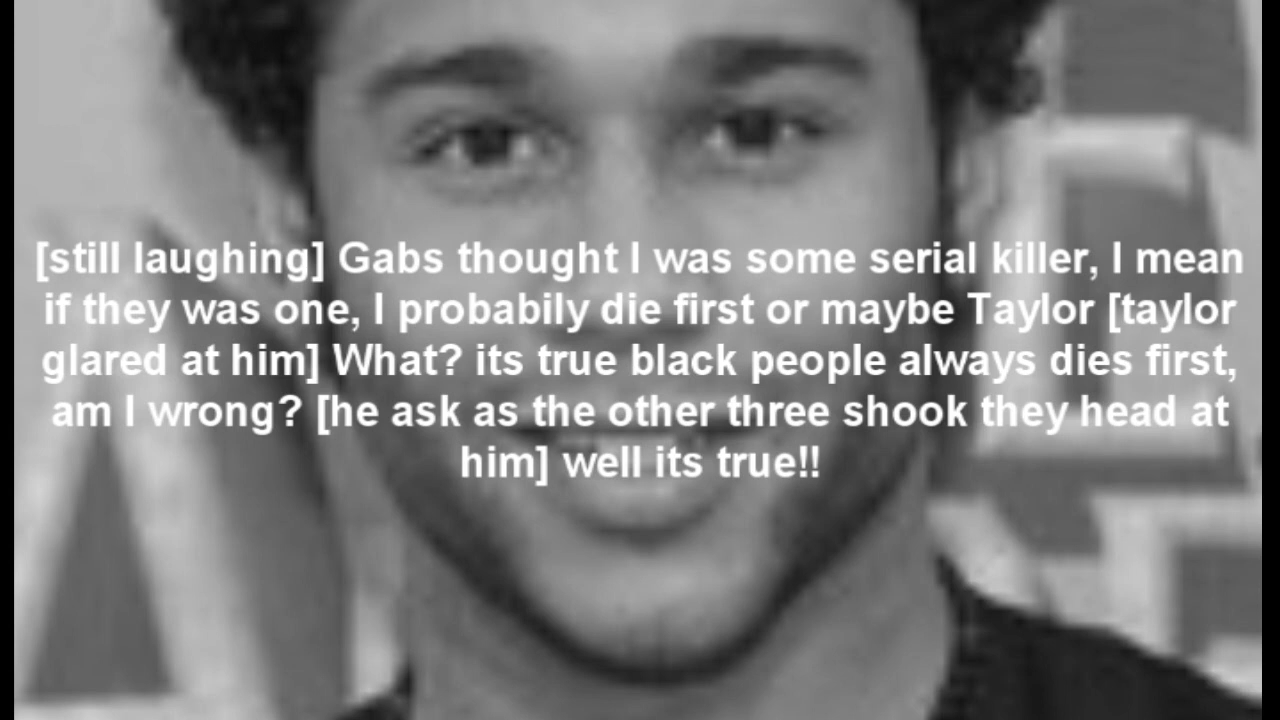 [still laughing] Gabs thought I was some serial killer, I mean
if they was one, I probabily die first or maybe Taylor [taylor
glared at him] What? its true black people always dies first,
am I wrong? [he ask as the other three shook they head at
him] well its true!!